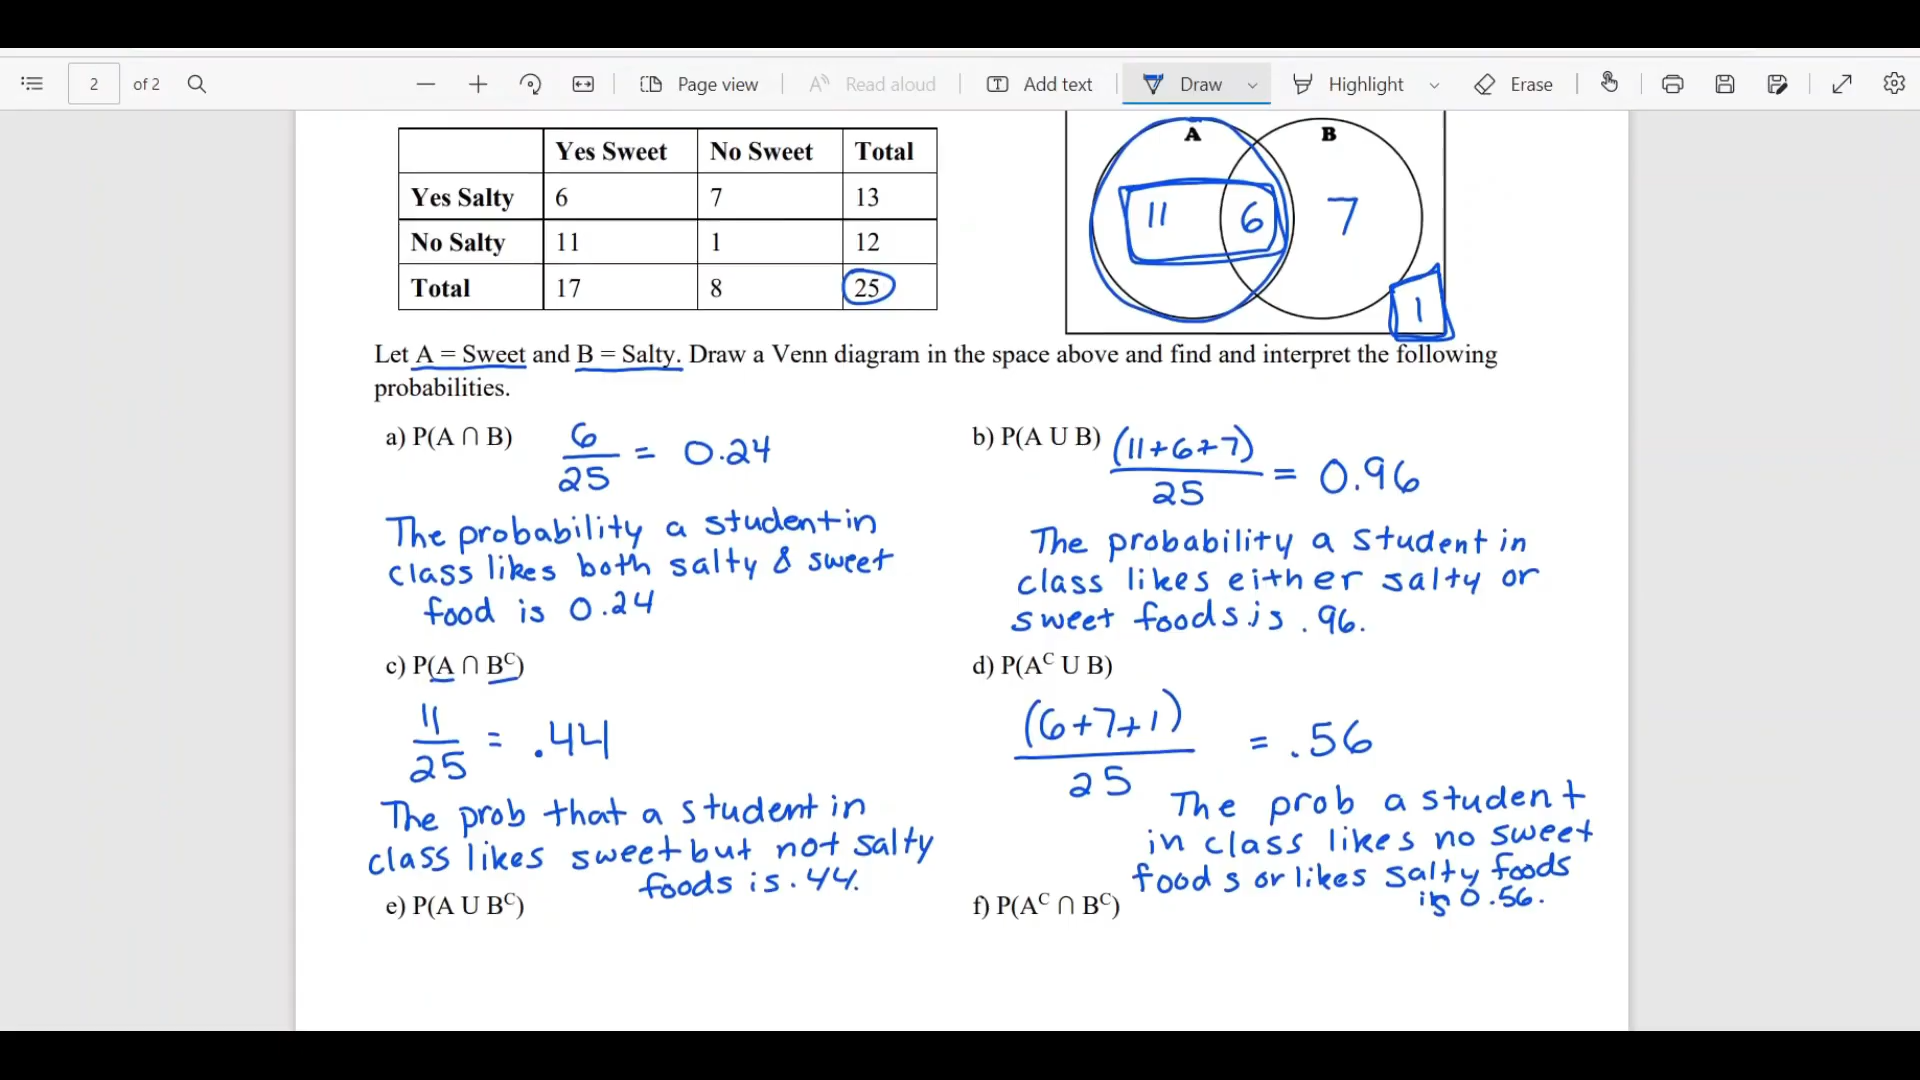 2 of 2 Page view Read aloud Add text Draw Highlight Erase
Yes Sweet No Sweet Total
Yes Salty 6 7 13
No Salty 11 1 12
Total 17 8 25
A B
11 6 7
1
Let A = Sweet and B = Salty. Draw a Venn diagram in the space above and find and interpret the following
probabilities.
a) P(A ∩ B) 6/25 = 0.24
The probability a student in
class likes both salty & sweet
food is 0.24
b) P(A U B) (11+6+7)/25 = 0.96
The probability a student in
class likes either salty or
sweet foods is .96.
c) P(A ∩ Bᶜ)
11/25 = .44
The prob that a student in
class likes sweet but not salty
foods is .44.
d) P(Aᶜ U B)
(6+7+1)/25 = .56
The prob a student
in class likes no sweet
foods or likes salty foods
is 0.56.
e) P(A U Bᶜ)
f) P(Aᶜ ∩ Bᶜ)